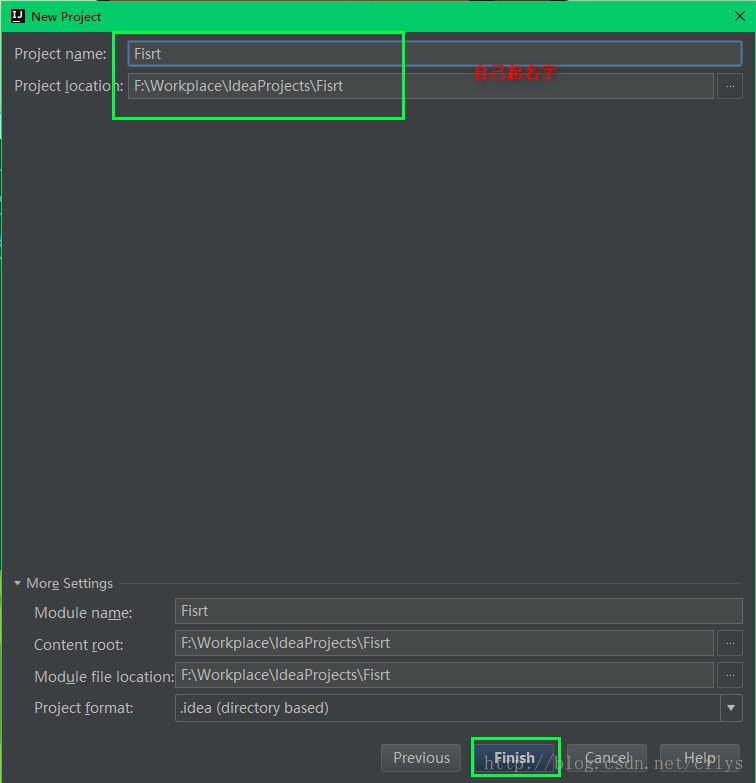 New Project
Project name: Fisrt
自己起名字
Project location: F:\Workplace\IdeaProjects\Fisrt ...
More Settings
Module name: Fisrt
Content root: F:\Workplace\IdeaProjects\Fisrt ...
Module file location: F:\Workplace\IdeaProjects\Fisrt ...
Project format: .idea (directory based)
Previous Finish Cancel Help
http://blog.csdn.net/crlys